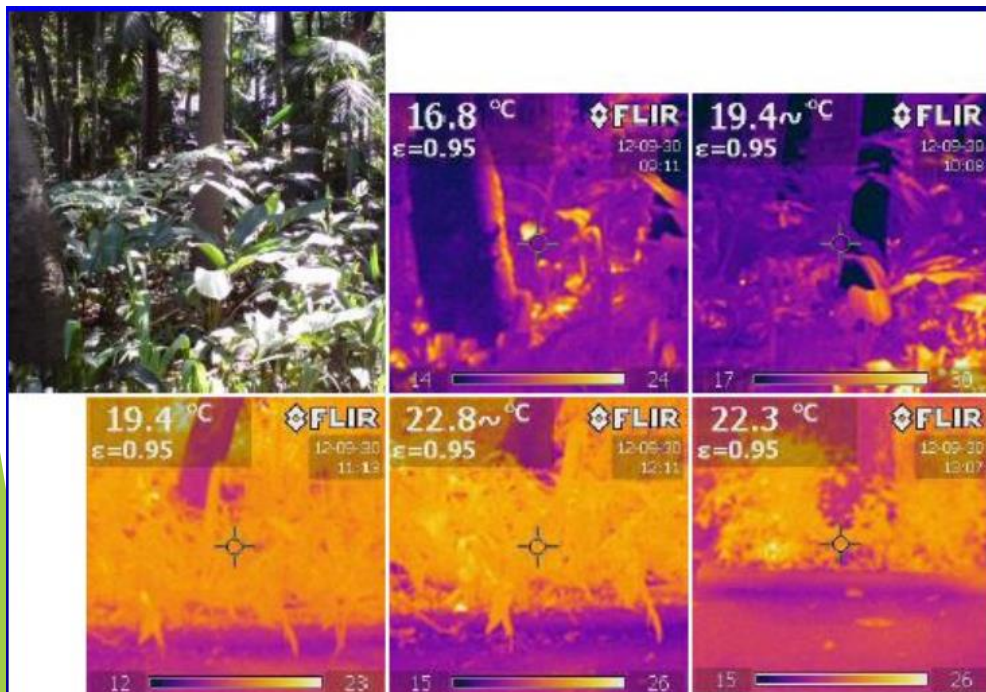 16.8 °C
FLIR
ε=0.95
12-09-30
09:11
14
24
19.4~ °C
FLIR
ε=0.95
12-09-30
10:08
17
30
19.4 °C
FLIR
ε=0.95
12-09-30
11:13
12
23
22.8~ °C
FLIR
ε=0.95
12-09-30
12:11
15
26
22.3 °C
FLIR
ε=0.95
12-09-30
13:07
15
26